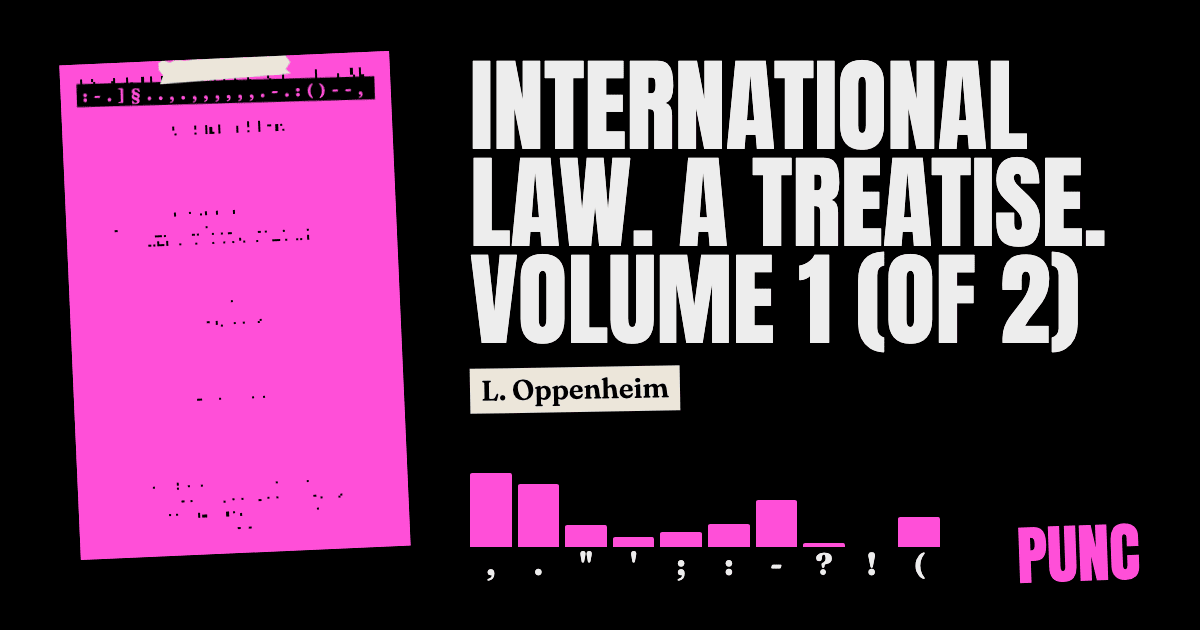 :-.]§..,.,,,,,,.-.:()--,
INTERNATIONAL
LAW. A TREATISE.
VOLUME 1 (OF 2)
L. Oppenheim
, . " ' ; : - ? ! (
PUNC